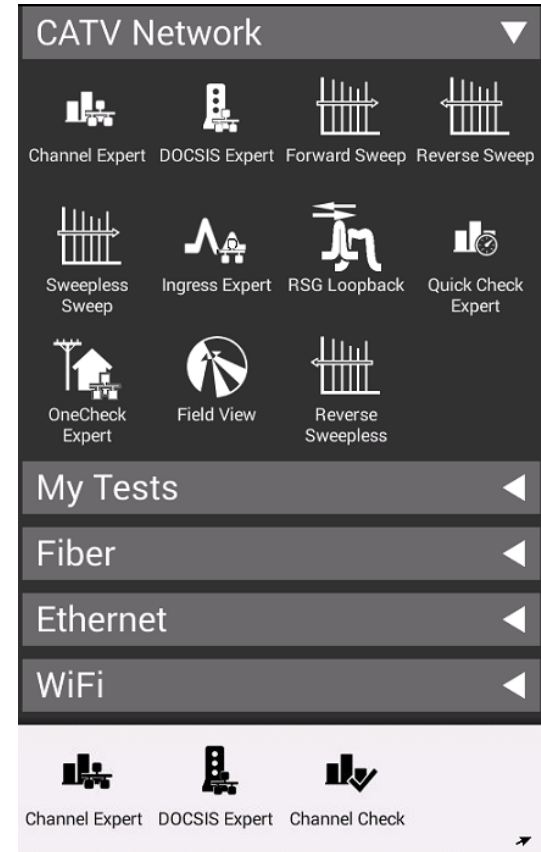 CATV Network
Channel Expert DOCSIS Expert Forward Sweep Reverse Sweep
Sweepless Sweep Ingress Expert RSG Loopback Quick Check Expert
OneCheck Expert Field View Reverse Sweepless
My Tests
Fiber
Ethernet
WiFi
Channel Expert DOCSIS Expert Channel Check